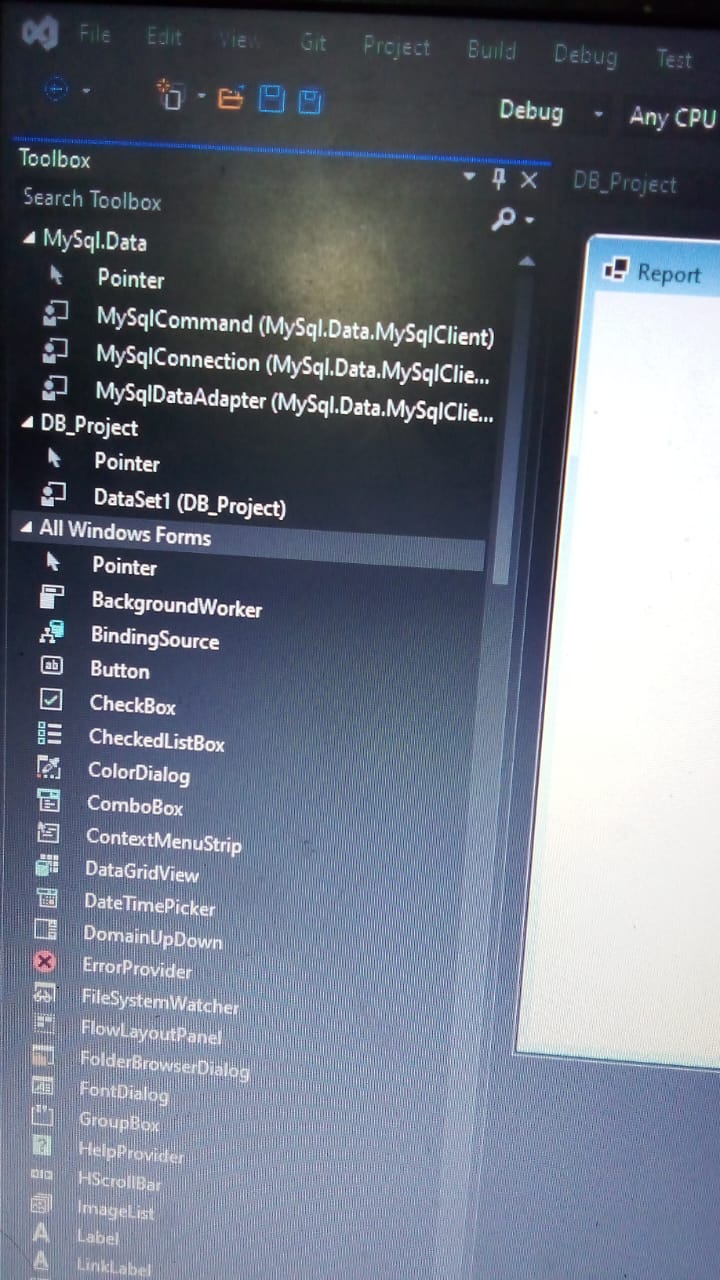 File Edit View Git Project Build Debug Test
Debug Any CPU
Toolbox
Search Toolbox
MySql.Data
Pointer
MySqlCommand (MySql.Data.MySqlClient)
MySqlConnection (MySql.Data.MySqlClie...
MySqlDataAdapter (MySql.Data.MySqlClie...
DB_Project
Pointer
DataSet1 (DB_Project)
All Windows Forms
Pointer
BackgroundWorker
BindingSource
Button
CheckBox
CheckedListBox
ColorDialog
ComboBox
ContextMenuStrip
DataGridView
DateTimePicker
DomainUpDown
ErrorProvider
FileSystemWatcher
FlowLayoutPanel
FolderBrowserDialog
FontDialog
GroupBox
HelpProvider
HScrollBar
ImageList
Label
LinkLabel
DB_Project
Report